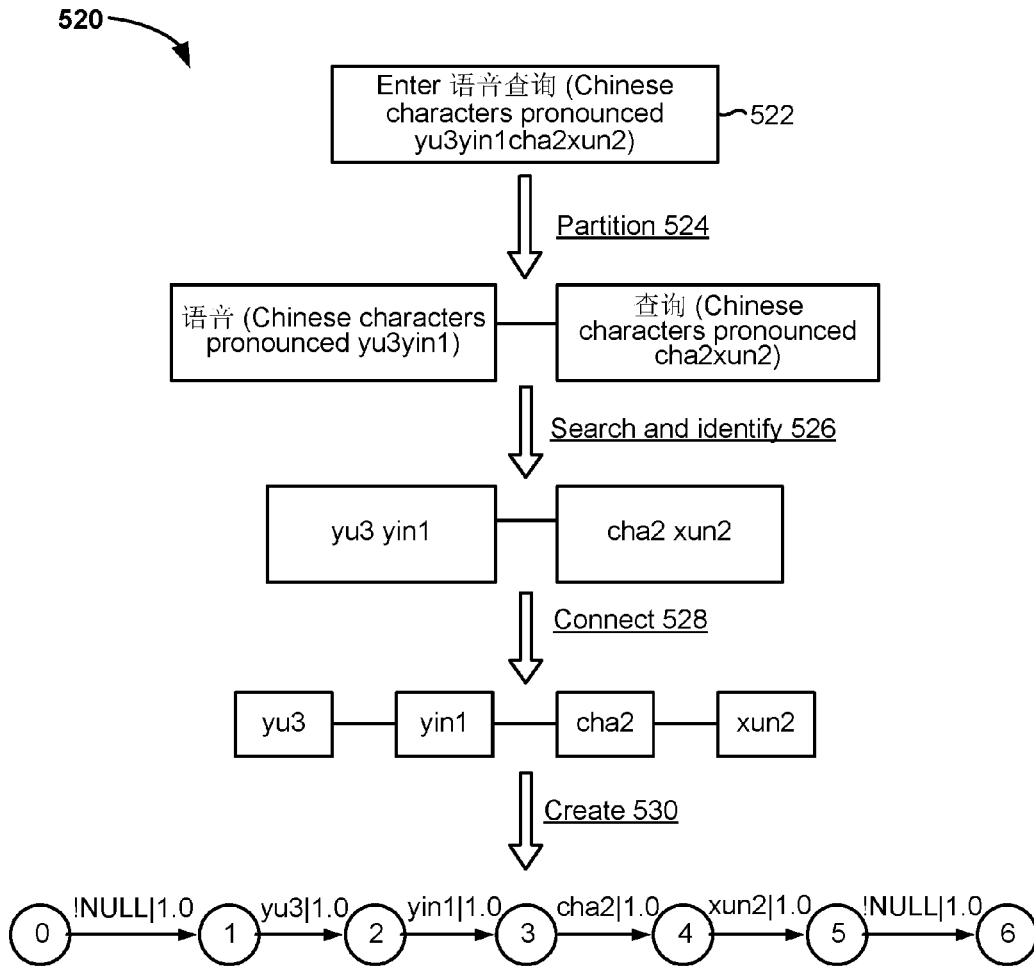 520
Enter 语音查询 (Chinese
characters pronounced
yu3yin1cha2xun2)
522
Partition 524
语音 (Chinese characters
pronounced yu3yin1)
查询 (Chinese
characters pronounced
cha2xun2)
Search and identify 526
yu3 yin1
cha2 xun2
Connect 528
yu3
yin1
cha2
xun2
Create 530
!NULL|1.0
yu3|1.0
yin1|1.0
cha2|1.0
xun2|1.0
!NULL|1.0
0
1
2
3
4
5
6